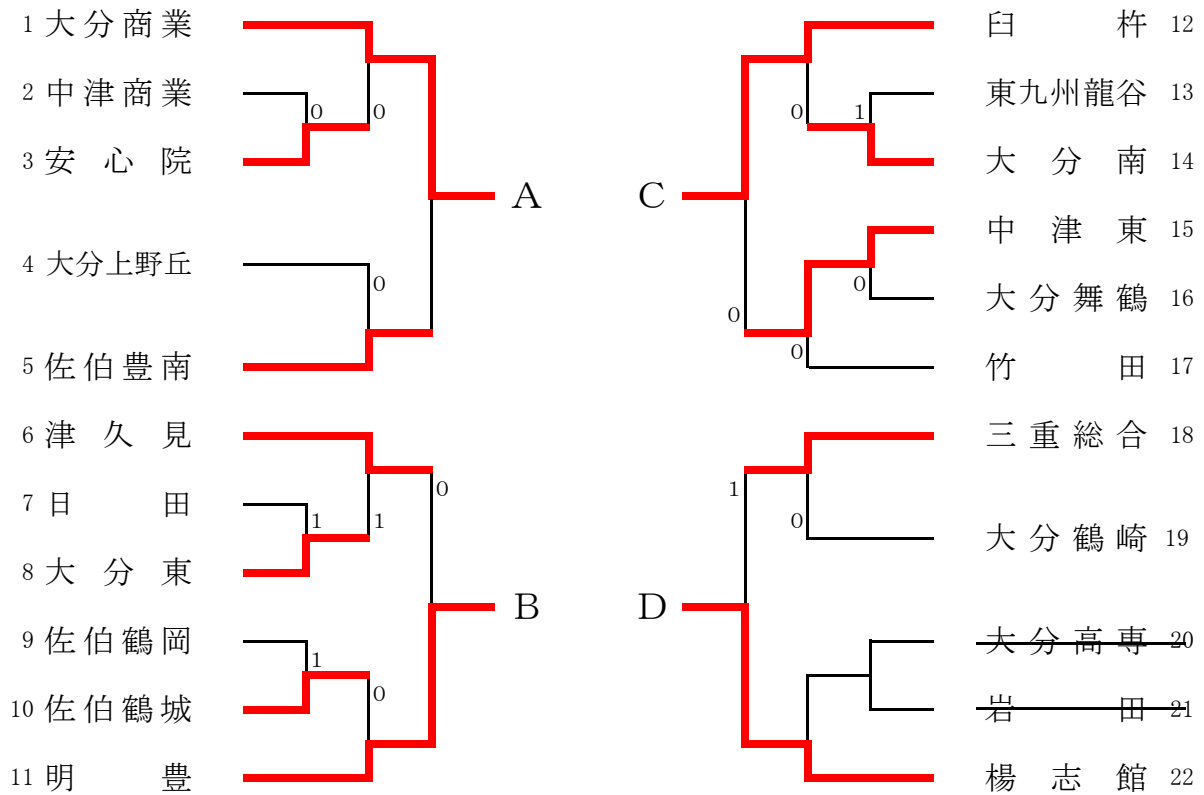 1 大分商業
2 中津商業
0 0
3 安心院
A
4 大分上野丘
0
5 佐伯豊南
6 津久見
0
7 日田
1 1
8 大分東
B
9 佐伯鶴岡
1
10 佐伯鶴城
0
11 明豊
臼杵 12
東九州龍谷 13
0 1
大分南 14
C
中津東 15
0
大分舞鶴 16
0
0
竹田 17
三重総合 18
1
0
大分鶴崎 19
D
大分高専 20
岩田 21
楊志館 22